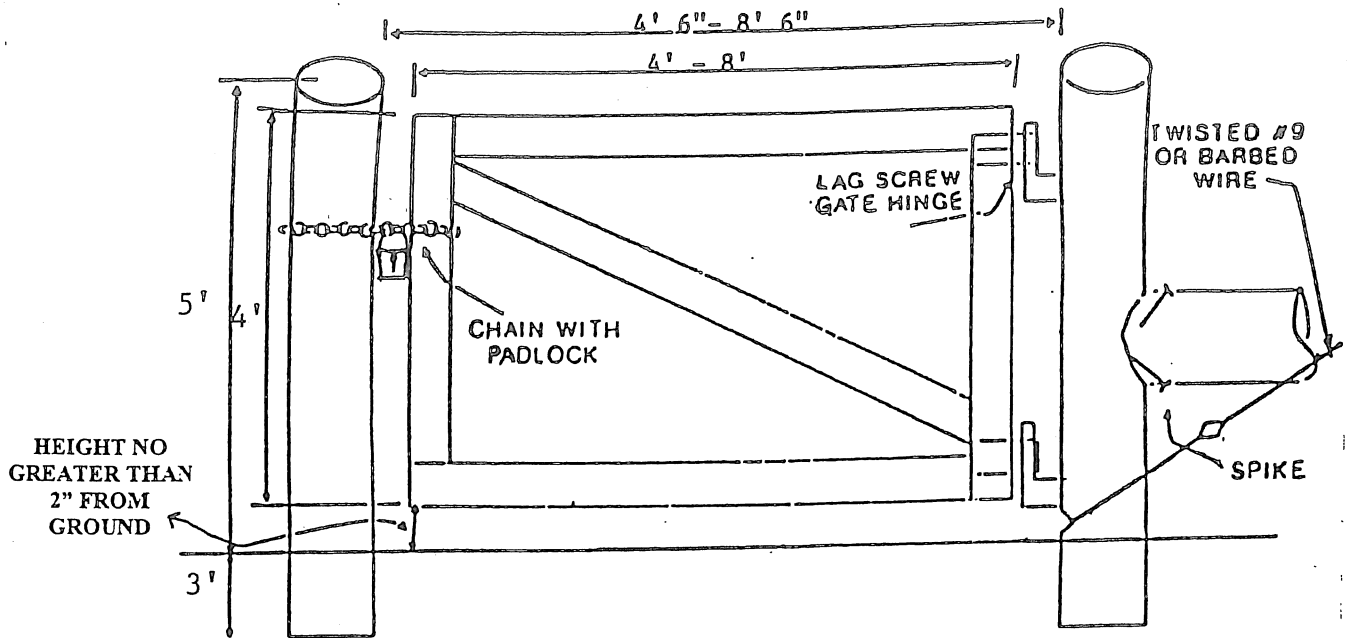 4' 6"- 8' 6"
4' - 8'
TWISTED #9
OR BARBED
WIRE
LAG SCREW
GATE HINGE
5'
4'
CHAIN WITH
PADLOCK
HEIGHT NO
GREATER THAN
2” FROM
GROUND
SPIKE
3'